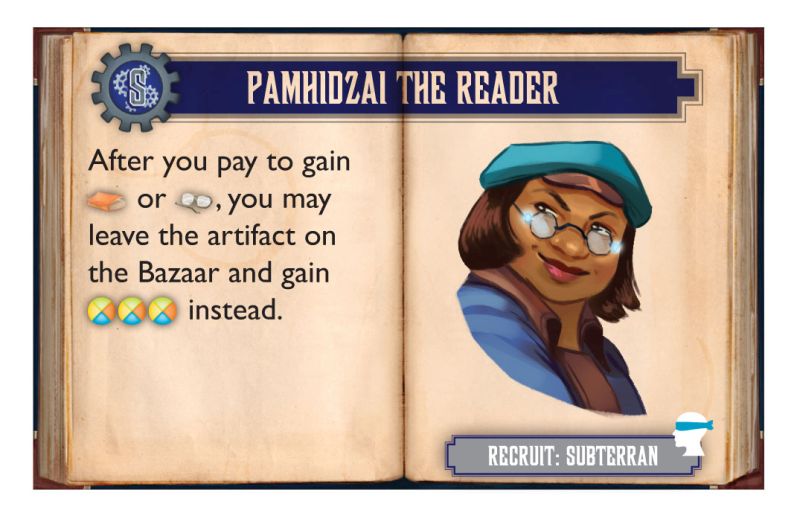 S
PAMHIDZAI THE READER
After you pay to gain
or , you may
leave the artifact on
the Bazaar and gain
instead.
RECRUIT: SUBTERRAN